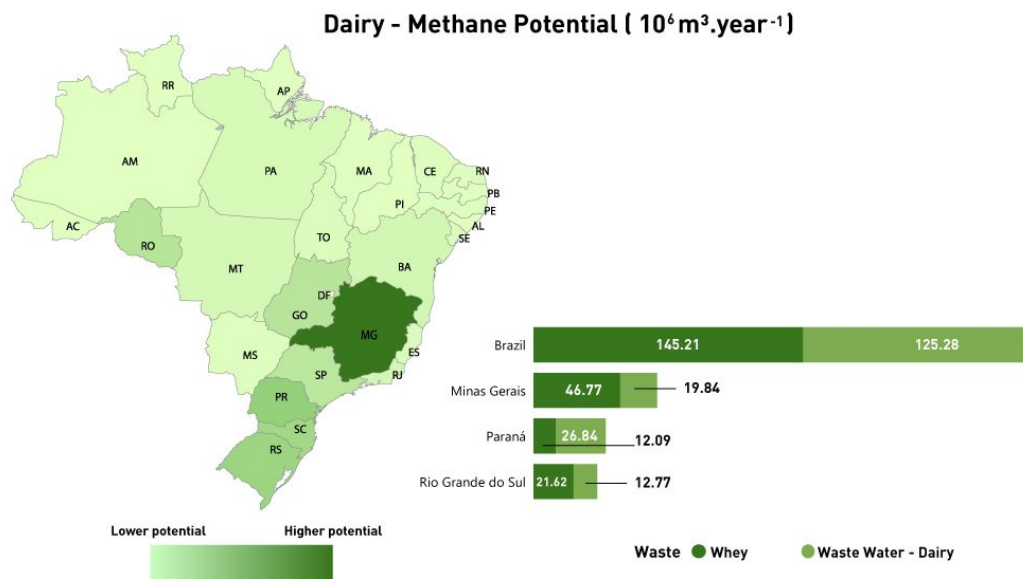 Dairy - Methane Potential ( 10⁶ m³.year⁻¹)
RR
AP
AM
PA
MA
CE
RN
PB
PE
AL
SE
PI
AC
RO
TO
MT
BA
DF
GO
MG
MS
ES
SP
RJ
PR
SC
RS
Brazil 145.21 125.28
Minas Gerais 46.77 19.84
Paraná 26.84 12.09
Rio Grande do Sul 21.62 12.77
Lower potential Higher potential
Waste Whey Waste Water - Dairy